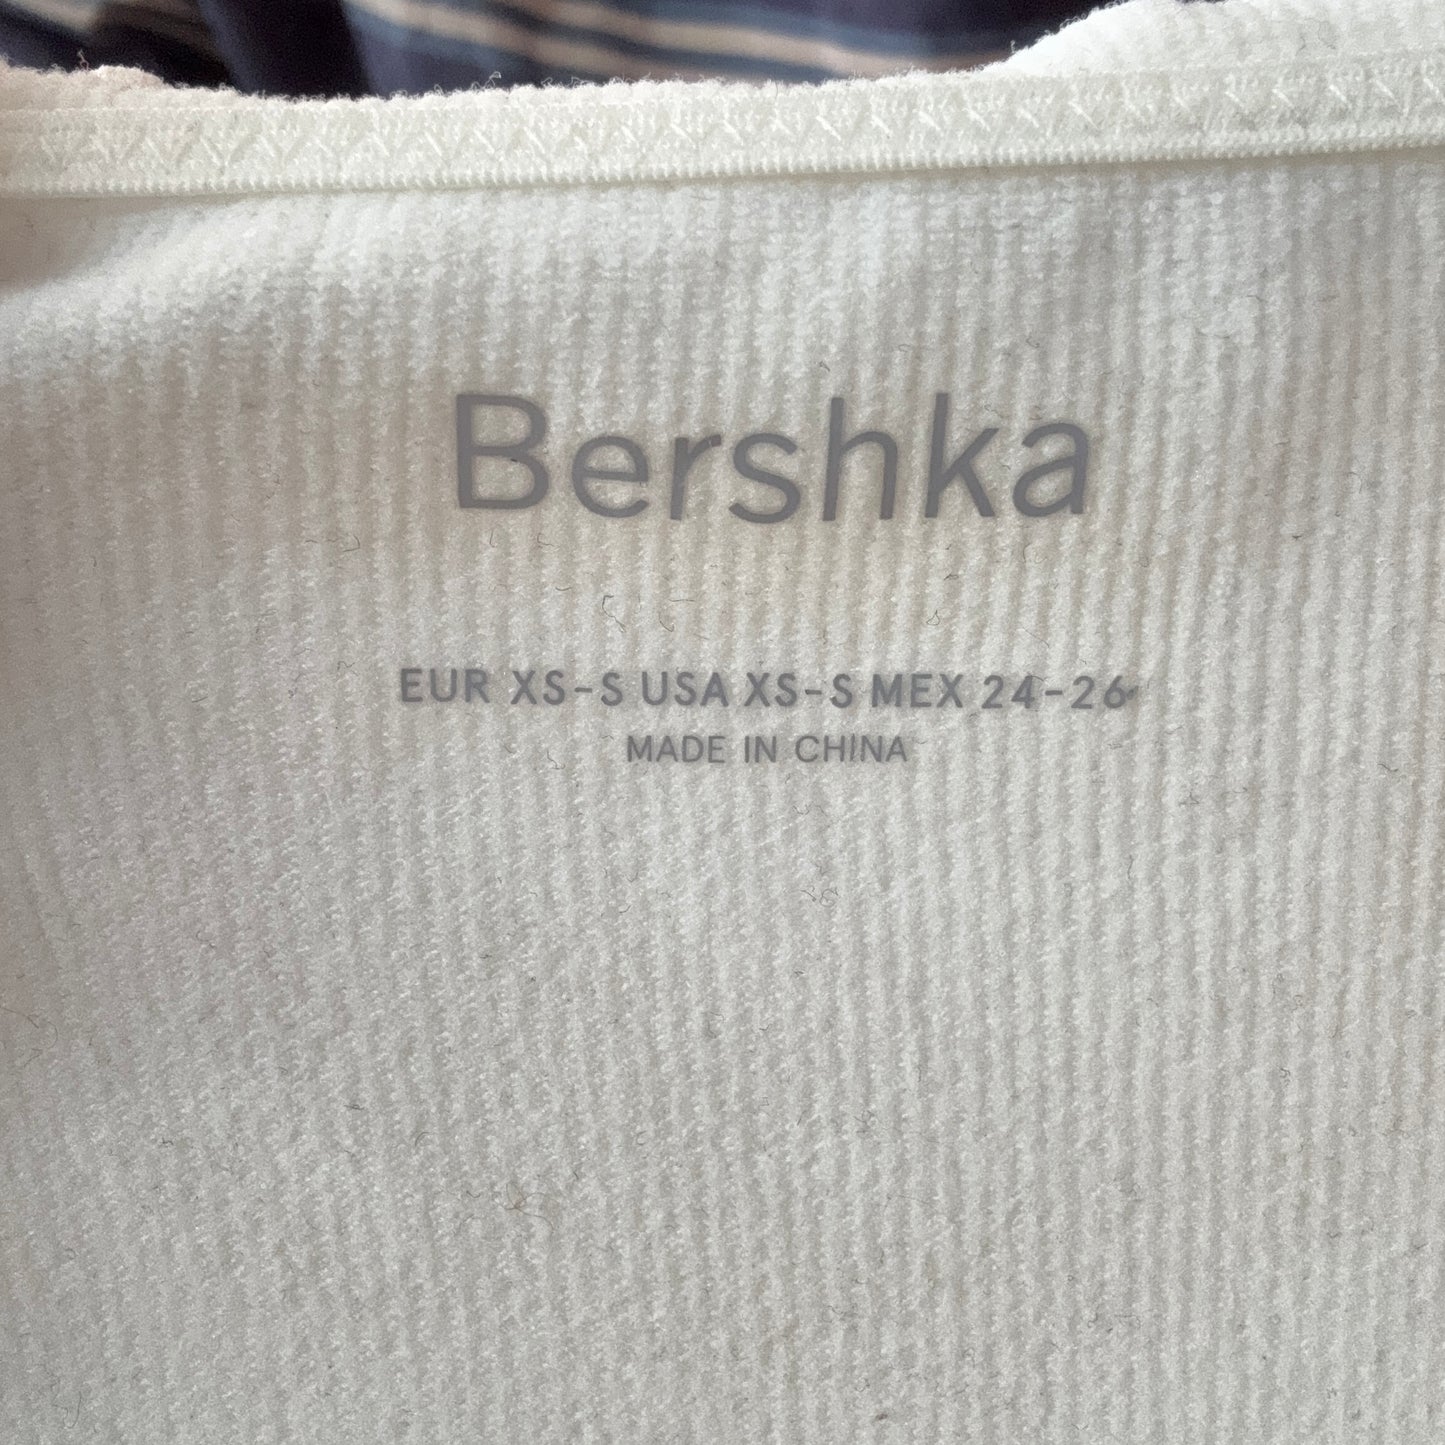 Bershka
EUR XS-S USA XS-S MEX 24-26
MADE IN CHINA